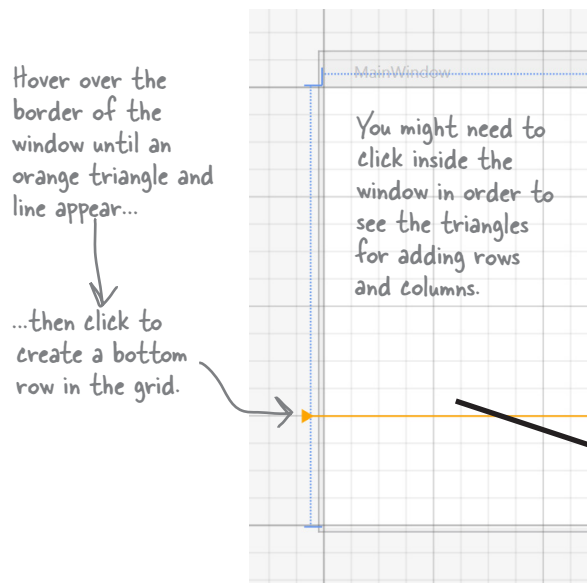 Hover over the
border of the
window until an
orange triangle and
line appear...
...then click to
create a bottom
row in the grid.
MainWindow
You might need to
click inside the
window in order to
see the triangles
for adding rows
and columns.